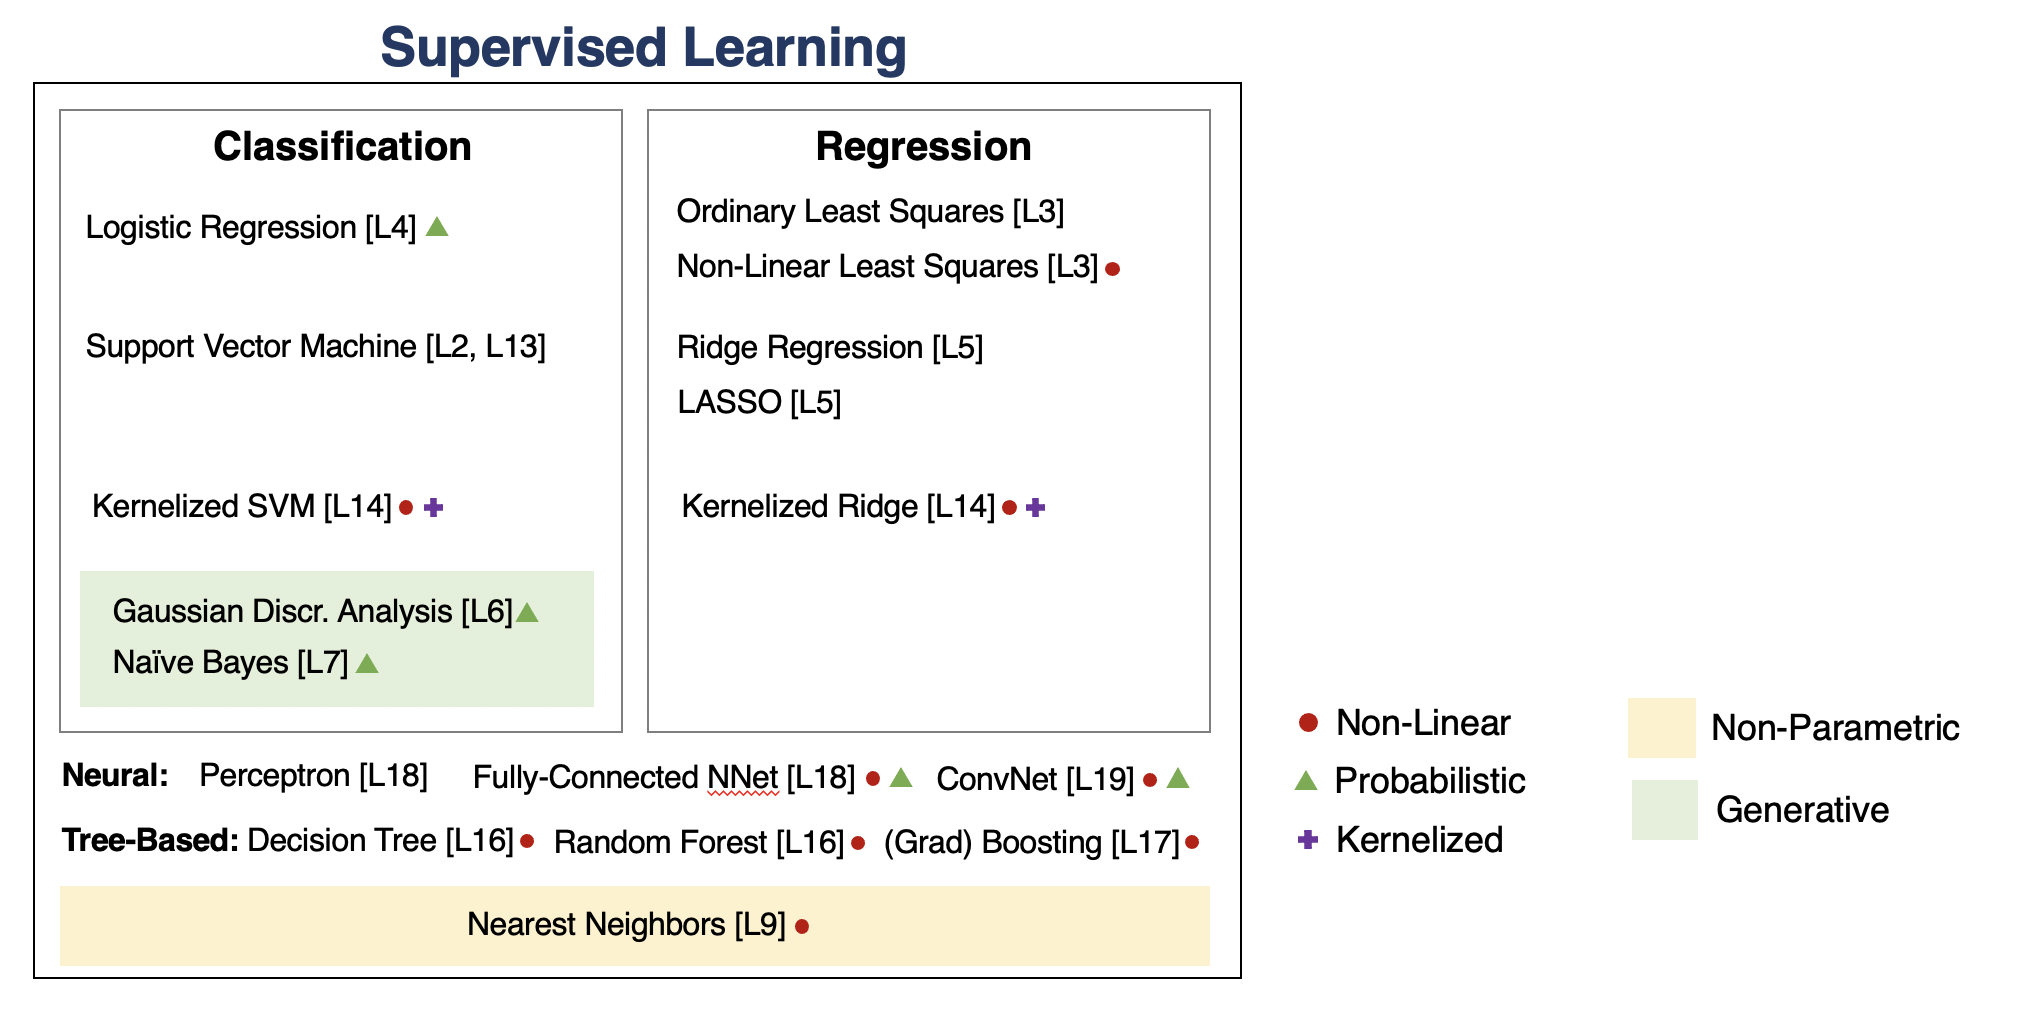 Supervised Learning
Classification
Logistic Regression [L4]
Support Vector Machine [L2, L13]
Kernelized SVM [L14]
Gaussian Discr. Analysis [L6]
Naïve Bayes [L7]
Regression
Ordinary Least Squares [L3]
Non-Linear Least Squares [L3]
Ridge Regression [L5]
LASSO [L5]
Kernelized Ridge [L14]
Neural: Perceptron [L18] Fully-Connected NNet [L18] ConvNet [L19]
Tree-Based: Decision Tree [L16] Random Forest [L16] (Grad) Boosting [L17]
Nearest Neighbors [L9]
Non-Linear
Probabilistic
Kernelized
Non-Parametric
Generative